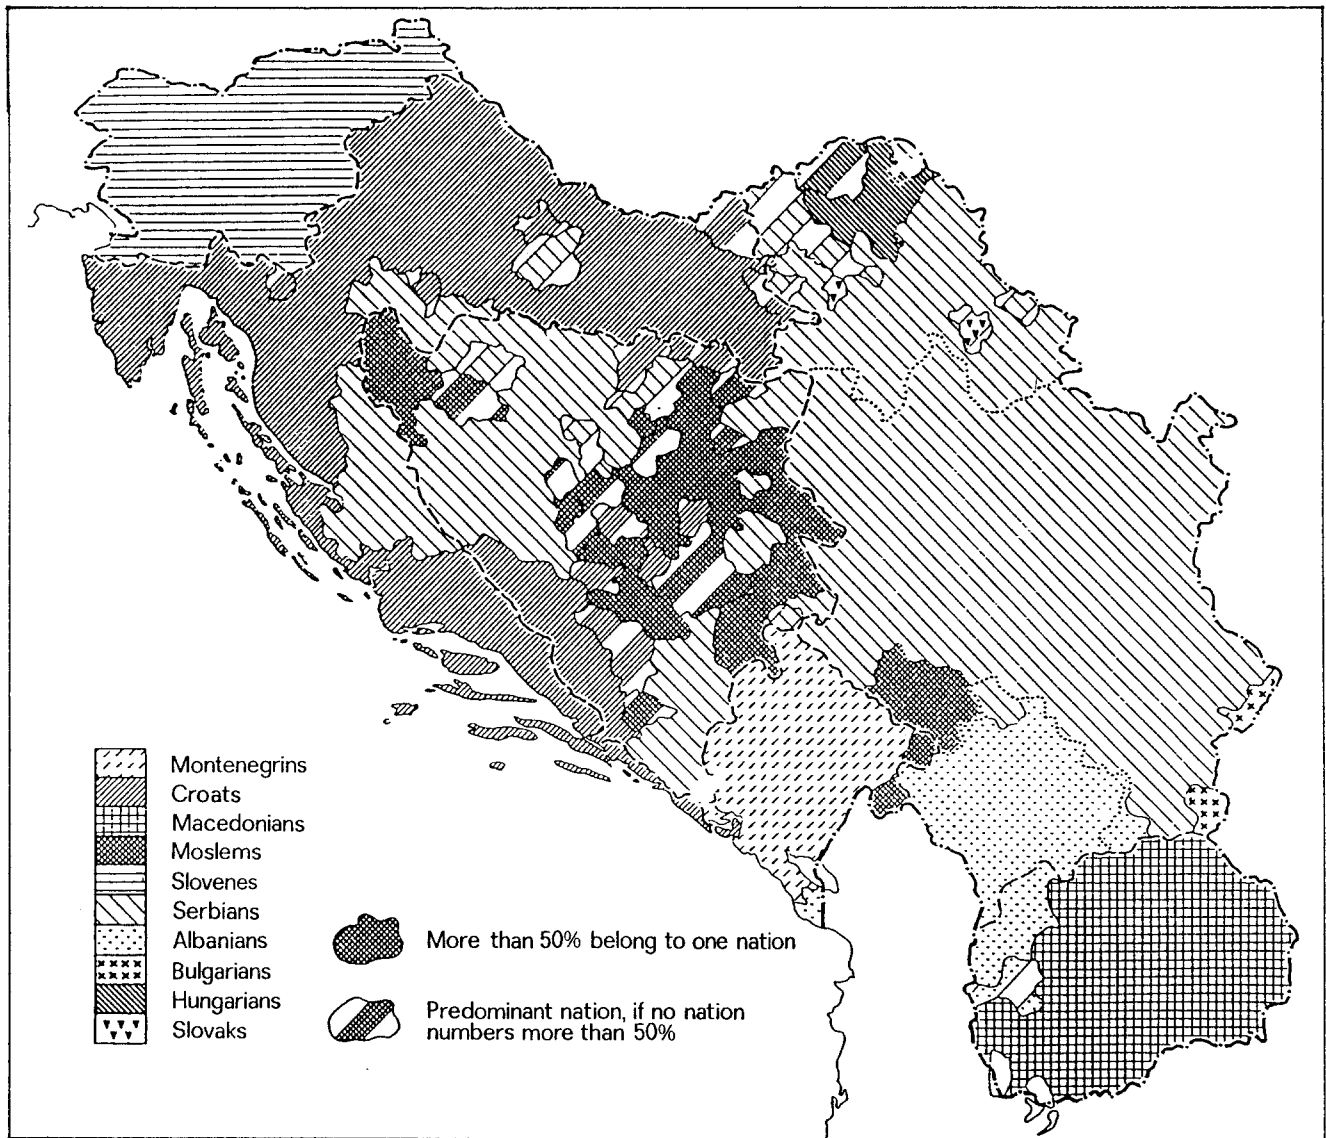 Montenegrins
Croats
Macedonians
Moslems
Slovenes
Serbians
Albanians
Bulgarians
Hungarians
Slovaks
More than 50% belong to one nation
Predominant nation, if no nation
numbers more than 50%